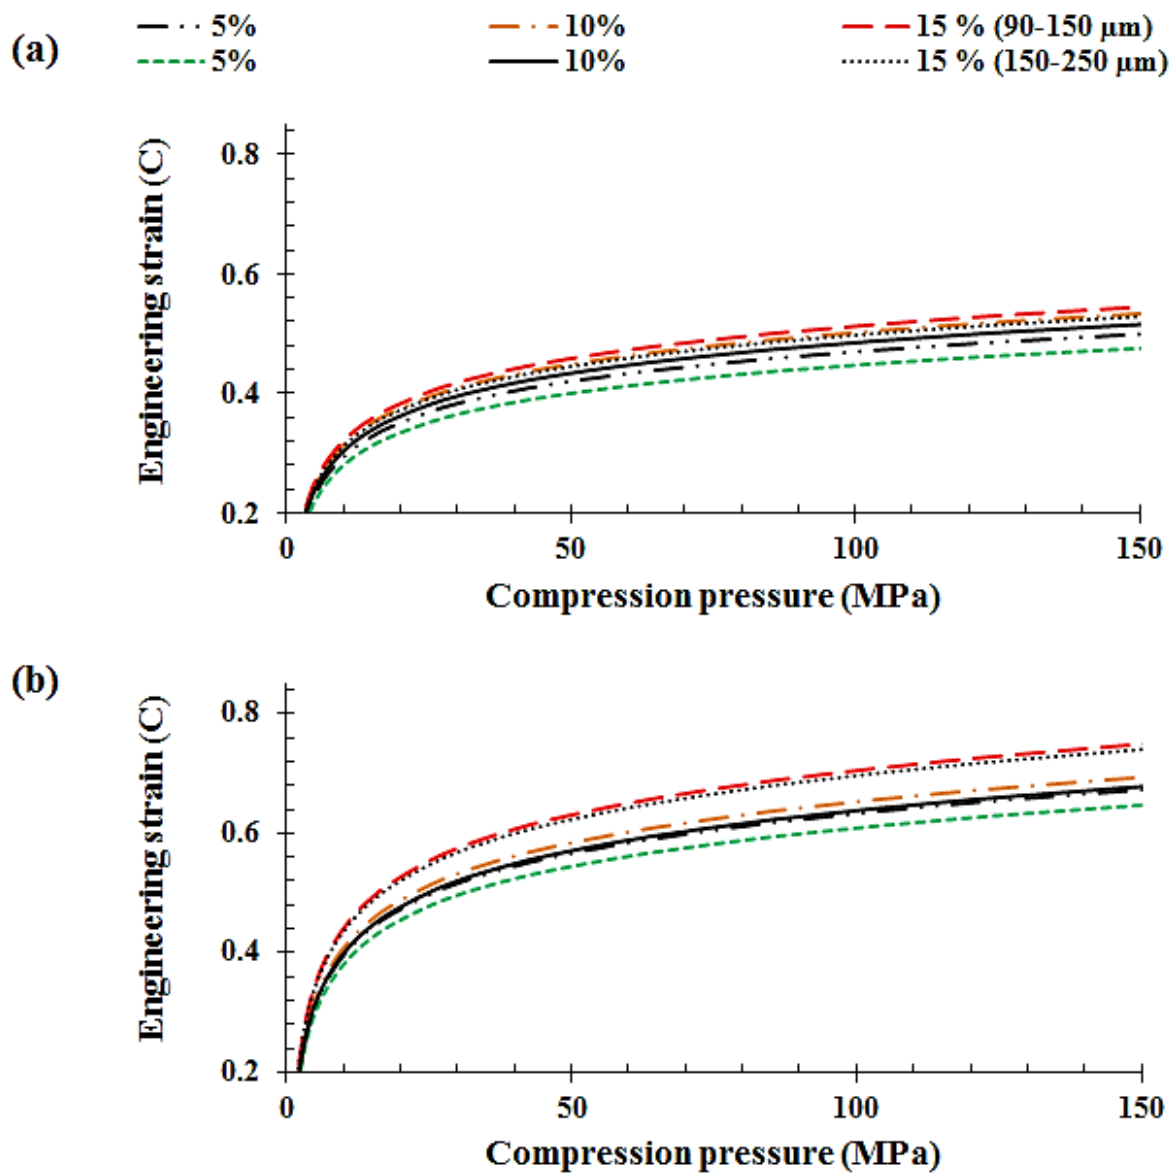 (a)
5% 10% 15 % (90-150 µm)
5% 10% 15 % (150-250 µm)
Engineering strain (C)
0.8
0.6
0.4
0.2
0 50 100 150
Compression pressure (MPa)
(b)
Engineering strain (C)
0.8
0.6
0.4
0.2
0 50 100 150
Compression pressure (MPa)